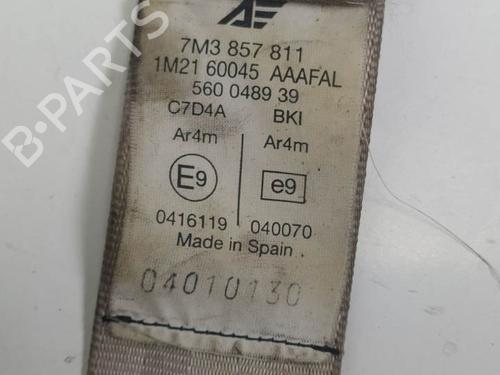 AE
7M3 857 811
1M21 60045 AAAFAL
560 0489 39
C7D4A BKI
Ar4m Ar4m
E9 e9
0416119 040070
Made in Spain
04010130